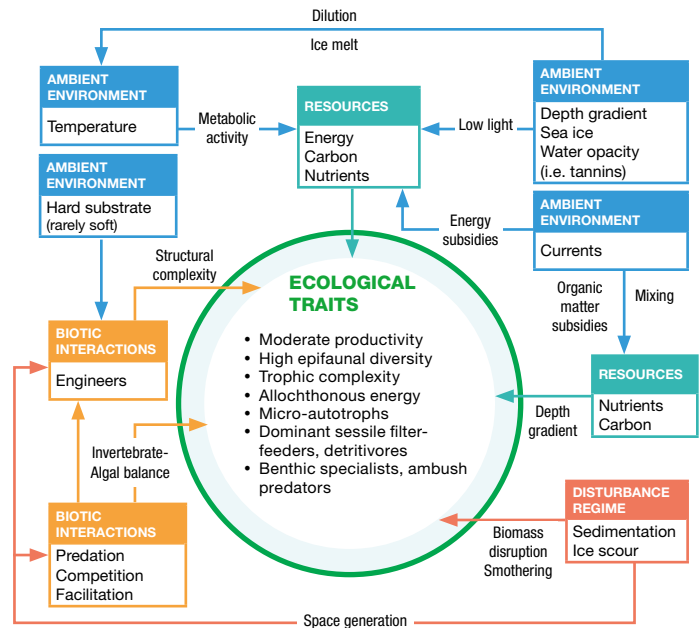 Dilution
Ice melt
AMBIENT
ENVIRONMENT
Temperature
Metabolic
activity
RESOURCES
Energy
Carbon
Nutrients
Low light
AMBIENT
ENVIRONMENT
Depth gradient
Sea ice
Water opacity
(i.e. tannins)
AMBIENT
ENVIRONMENT
Hard substrate
(rarely soft)
Energy
subsidies
AMBIENT
ENVIRONMENT
Currents
Structural
complexity
Organic
matter
subsidies
Mixing
ECOLOGICAL
TRAITS
• Moderate productivity
• High epifaunal diversity
• Trophic complexity
• Allochthonous energy
• Micro-autotrophs
• Dominant sessile filter-
feeders, detritivores
• Benthic specialists, ambush
predators
BIOTIC
INTERACTIONS
Engineers
RESOURCES
Nutrients
Carbon
Depth
gradient
Invertebrate-
Algal balance
BIOTIC
INTERACTIONS
Predation
Competition
Facilitation
DISTURBANCE
REGIME
Sedimentation
Ice scour
Biomass
disruption
Smothering
Space generation